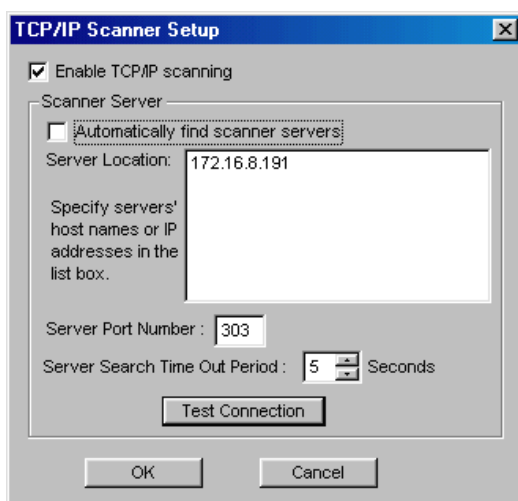 TCP/IP Scanner Setup
Enable TCP/IP scanning
Scanner Server
Automatically find scanner servers
Server Location:
172.16.8.191
Specify servers'
host names or IP
addresses in the
list box.
Server Port Number : 303
Server Search Time Out Period : 5 Seconds
Test Connection
OK Cancel